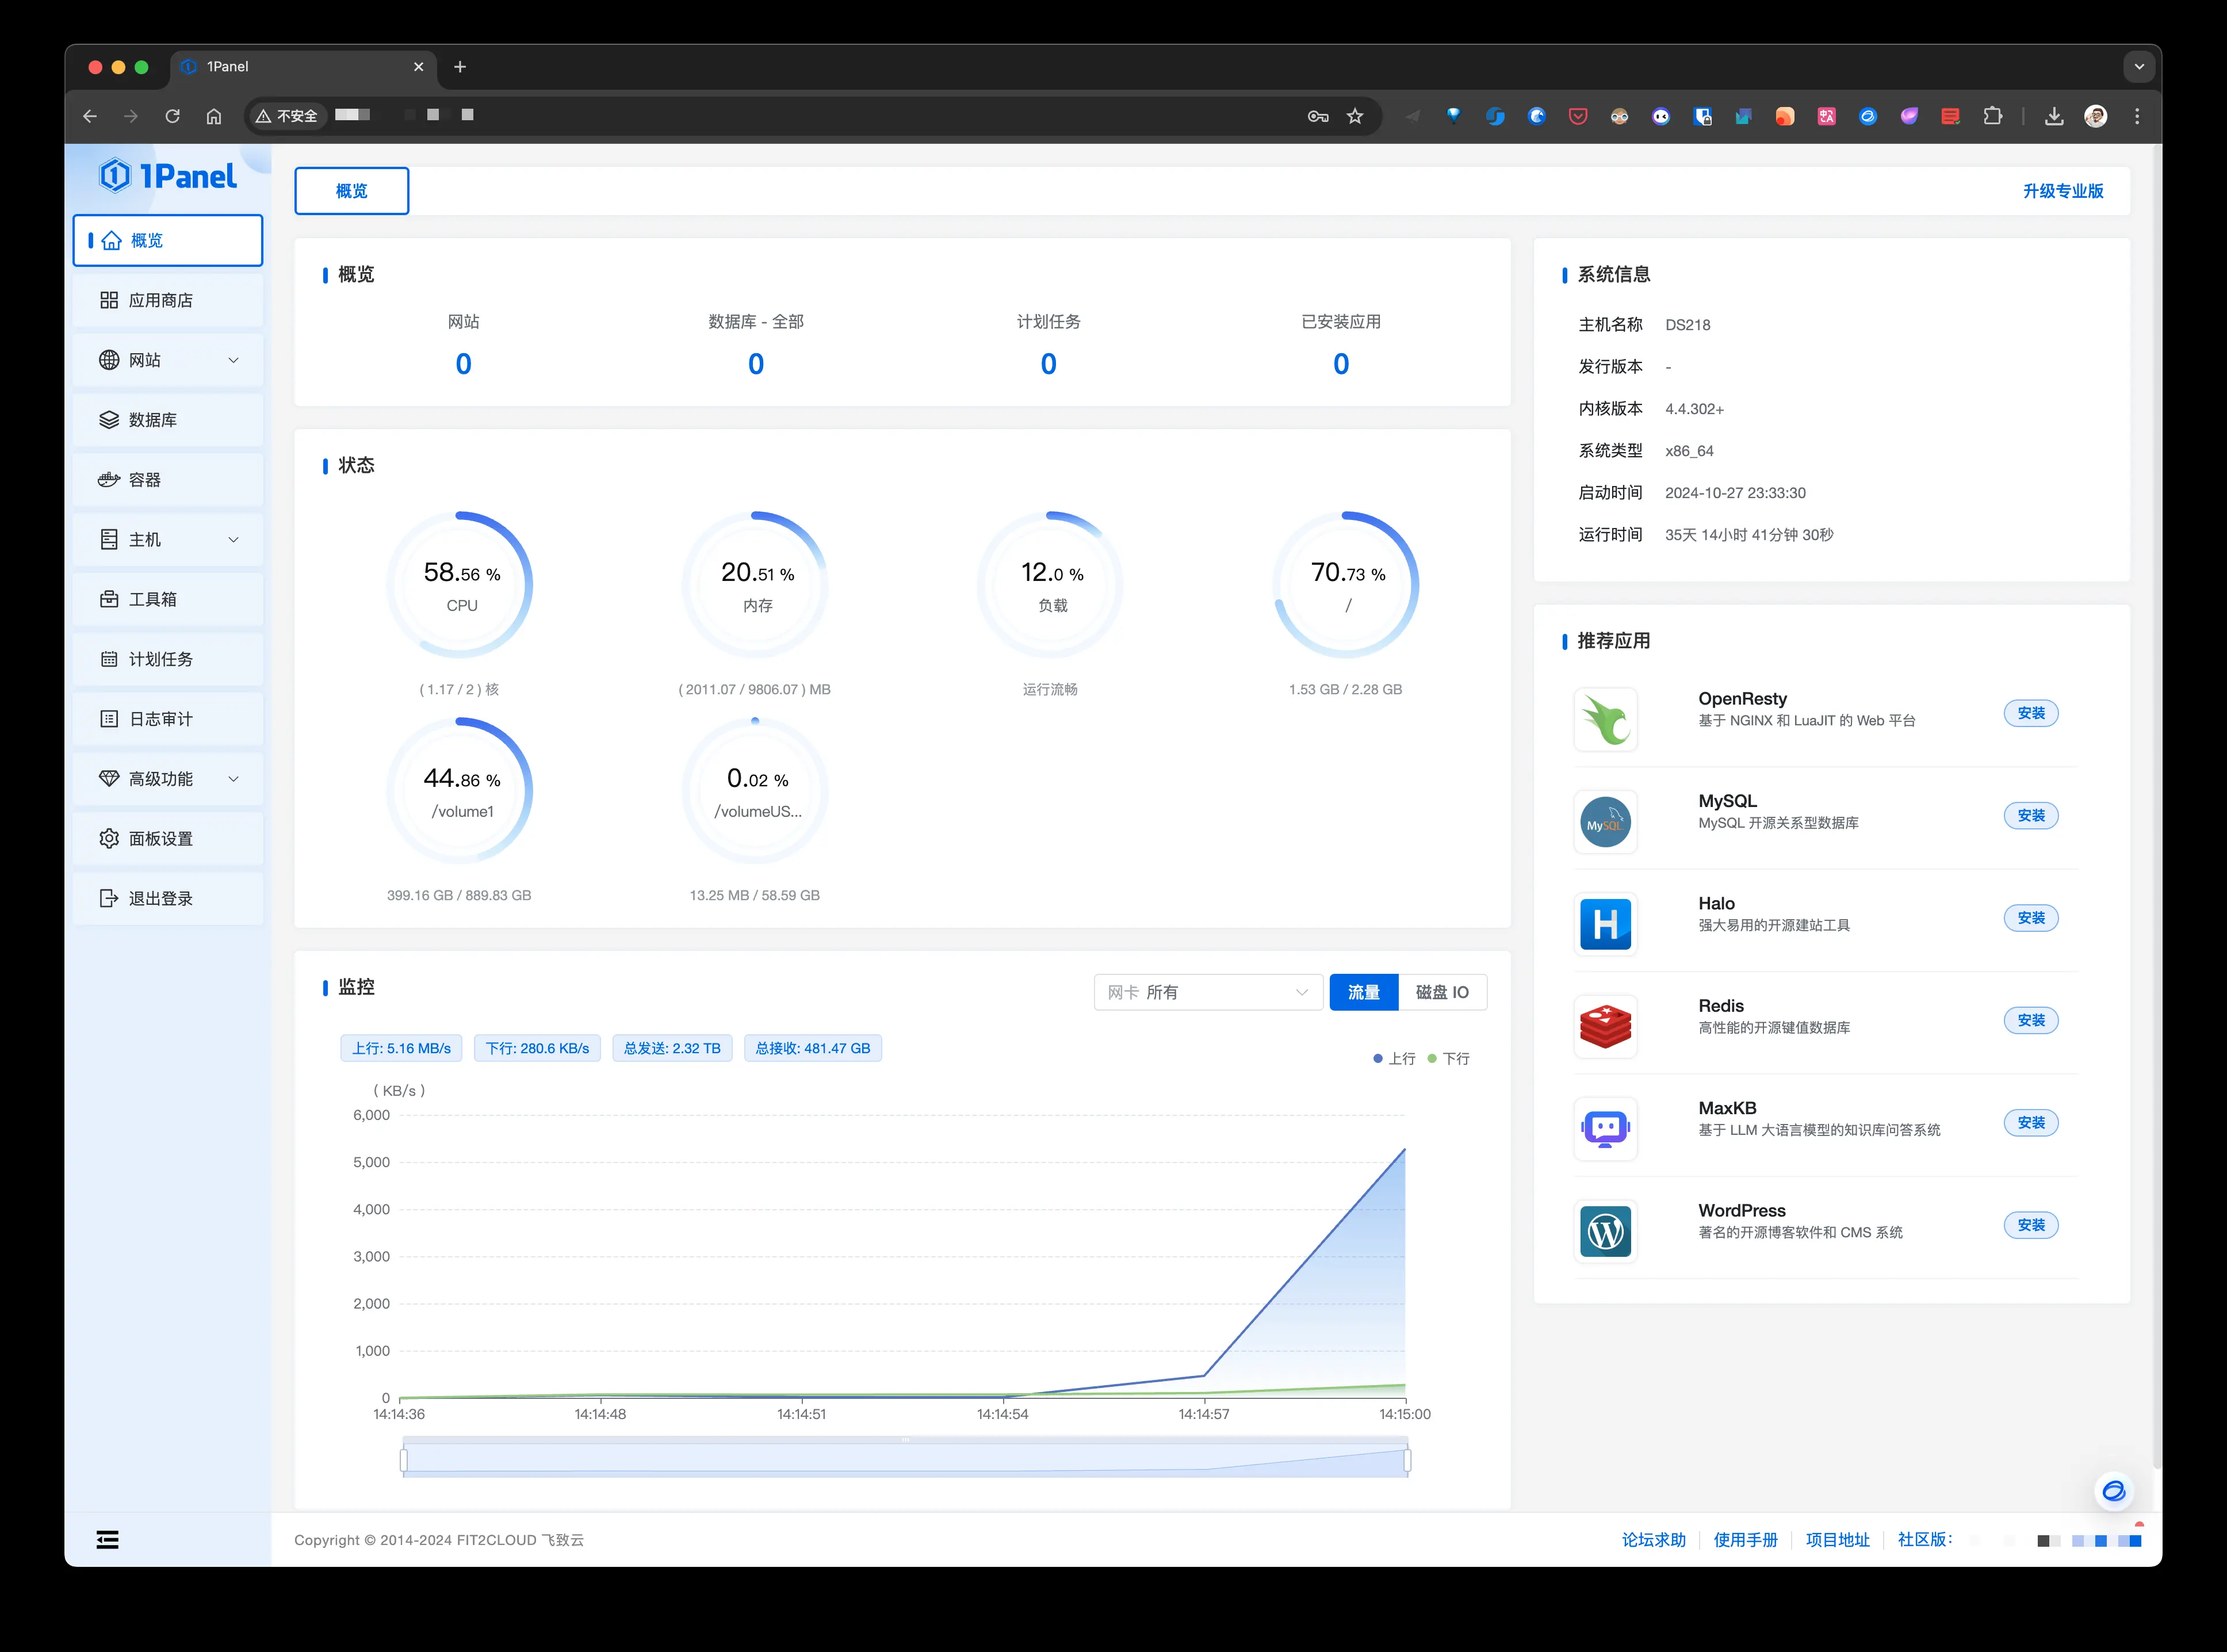 1Panel
不安全
1Panel
概览
应用商店
网站
数据库
容器
主机
工具箱
计划任务
日志审计
高级功能
面板设置
退出登录
概览
升级专业版
概览
网站
0
数据库 - 全部
0
计划任务
0
已安装应用
0
状态
58.56 %
CPU
( 1.17 / 2 ) 核
20.51 %
内存
( 2011.07 / 9806.07 ) MB
12.0 %
负载
运行流畅
70.73 %
/
1.53 GB / 2.28 GB
44.86 %
/volume1
399.16 GB / 889.83 GB
0.02 %
/volumeUS...
13.25 MB / 58.59 GB
监控
网卡 所有
流量
磁盘 IO
上行: 5.16 MB/s
下行: 280.6 KB/s
总发送: 2.32 TB
总接收: 481.47 GB
上行
下行
( KB/s )
6,000
5,000
4,000
3,000
2,000
1,000
0
14:14:36
14:14:48
14:14:51
14:14:54
14:14:57
14:15:00
系统信息
主机名称 DS218
发行版本 -
内核版本 4.4.302+
系统类型 x86_64
启动时间 2024-10-27 23:33:30
运行时间 35天 14小时 41分钟 30秒
推荐应用
OpenResty
基于 NGINX 和 LuaJIT 的 Web 平台
安装
MySQL
MySQL
MySQL 开源关系型数据库
安装
Halo
强大易用的开源建站工具
安装
Redis
高性能的开源键值数据库
安装
MaxKB
基于 LLM 大语言模型的知识库问答系统
安装
WordPress
著名的开源博客软件和 CMS 系统
安装
Copyright © 2014-2024 FIT2CLOUD 飞致云
论坛求助
使用手册
项目地址
社区版: